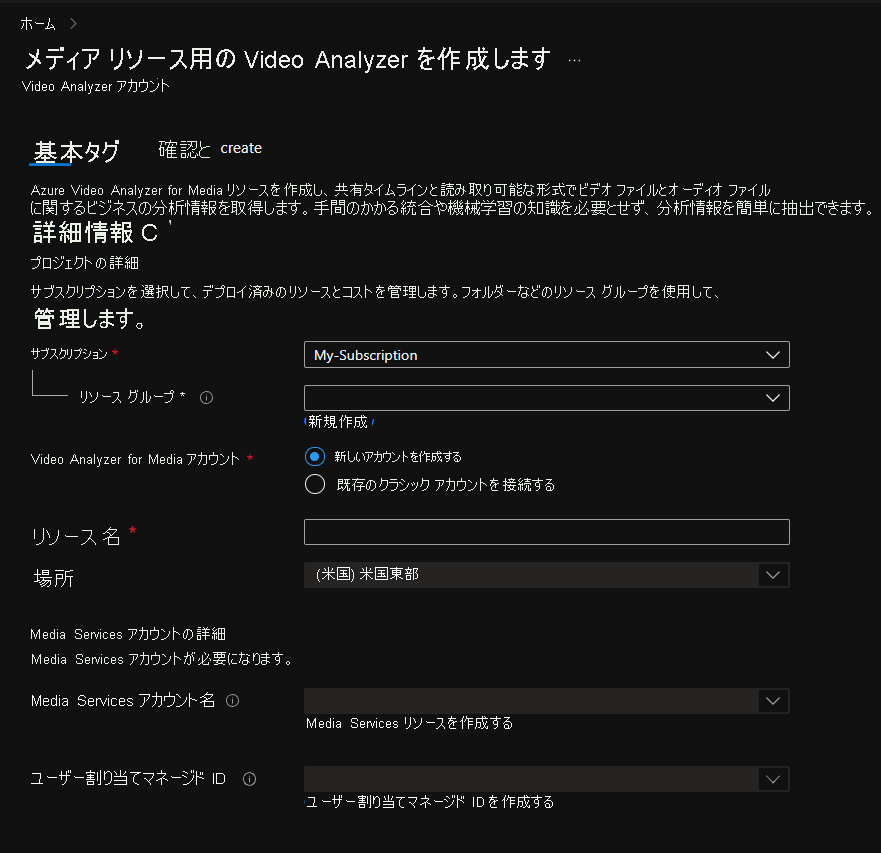 ホーム >
メディア リソース用の Video Analyzer を作成します ...
Video Analyzer アカウント
基本タグ 確認と create
Azure Video Analyzer for Media リソースを作成し、共有タイムラインと読み取り可能な形式でビデオ ファイルとオーディオ ファイル
に関するビジネスの分析情報を取得します。手間のかかる統合や機械学習の知識を必要とせず、分析情報を簡単に抽出できます。
詳細情報 C '
プロジェクトの詳細
サブスクリプションを選択して、デプロイ済みのリソースとコストを管理します。フォルダーなどのリソース グループを使用して、
管理します。
サブスクリプション * My-Subscription
リソース グループ *
新規作成
Video Analyzer for Media アカウント * 新しいアカウントを作成する
既存のクラシック アカウントを接続する
リソース名 *
場所 (米国) 米国東部
Media Services アカウントの詳細
Media Services アカウントが必要になります。
Media Services アカウント名
Media Services リソースを作成する
ユーザー割り当てマネージド ID
ユーザー割り当てマネージド IDを作成する